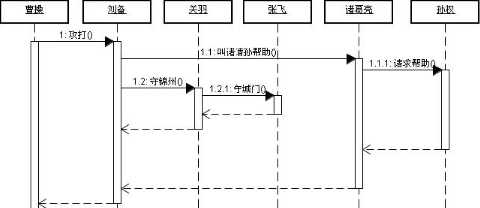 曹操
刘备
关羽
张飞
诸葛亮
孙权
1: 攻打()
1.1: 叫诸请孙帮助()
1.1.1: 请求帮助()
1.2: 守锦州()
1.2.1: 守城门()